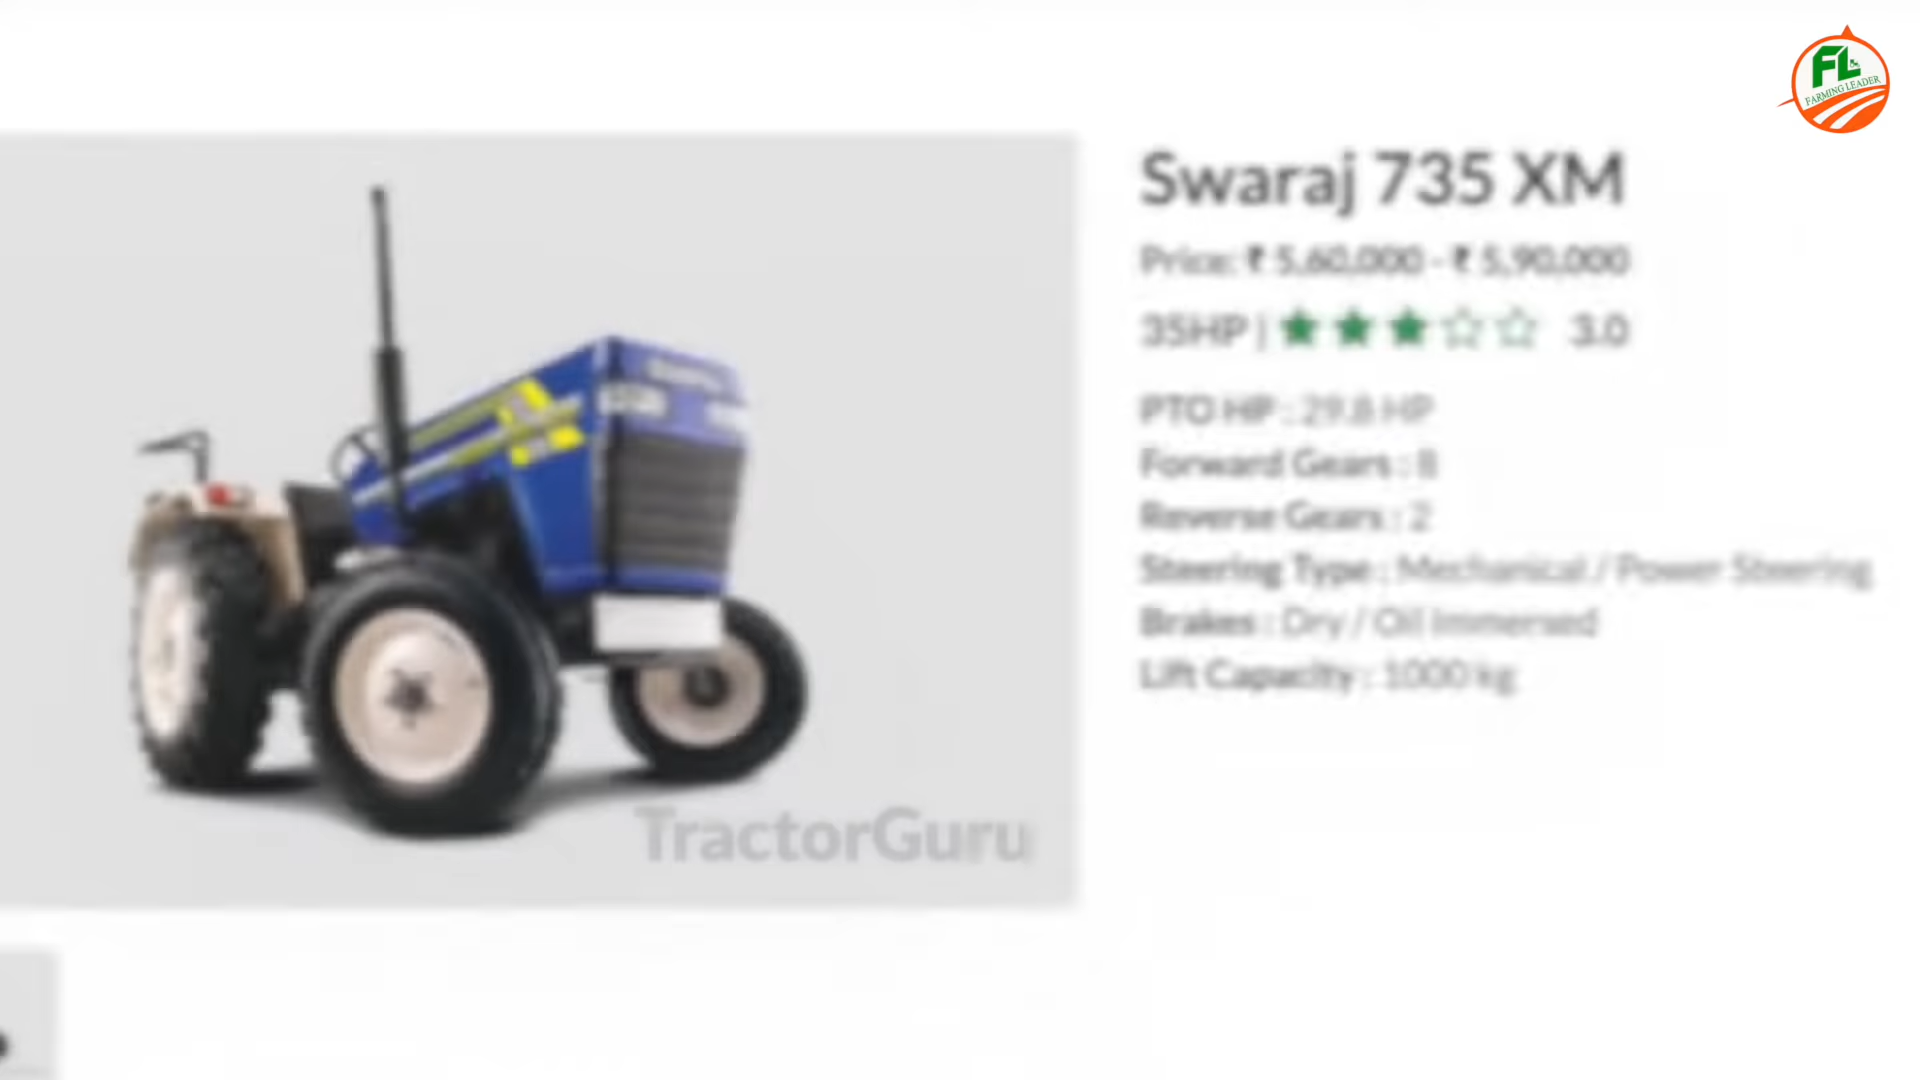 FL
FARMING LEADER
Swaraj 735 XM
Price: ₹ 5,60,000 - ₹ 5,90,000
35HP | 3.0
PTO HP : 29.8 HP
Forward Gears : 8
Reverse Gears : 2
Steering Type : Mechanical / Power Steering
Brakes : Dry / Oil Immersed
Lift Capacity : 1000 kg
TractorGuru